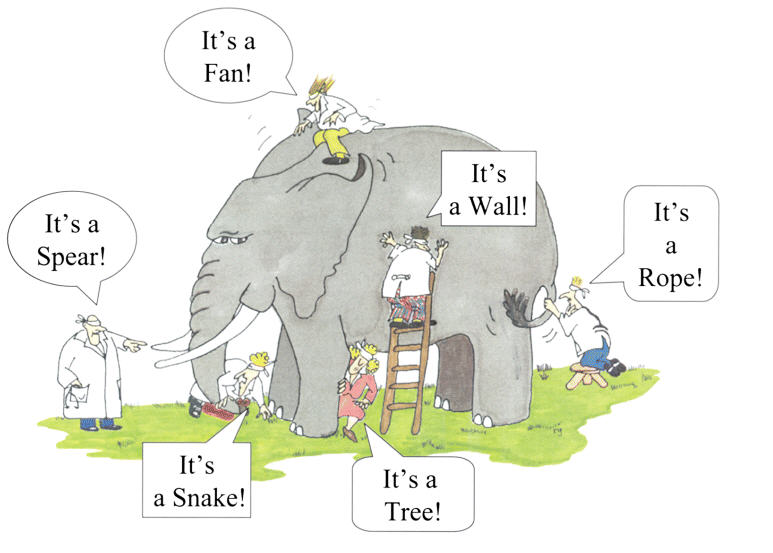 It's a
Fan!
It's
a Wall!
It's
a
Rope!
It's a
Spear!
It's
a Snake!
It's a
Tree!